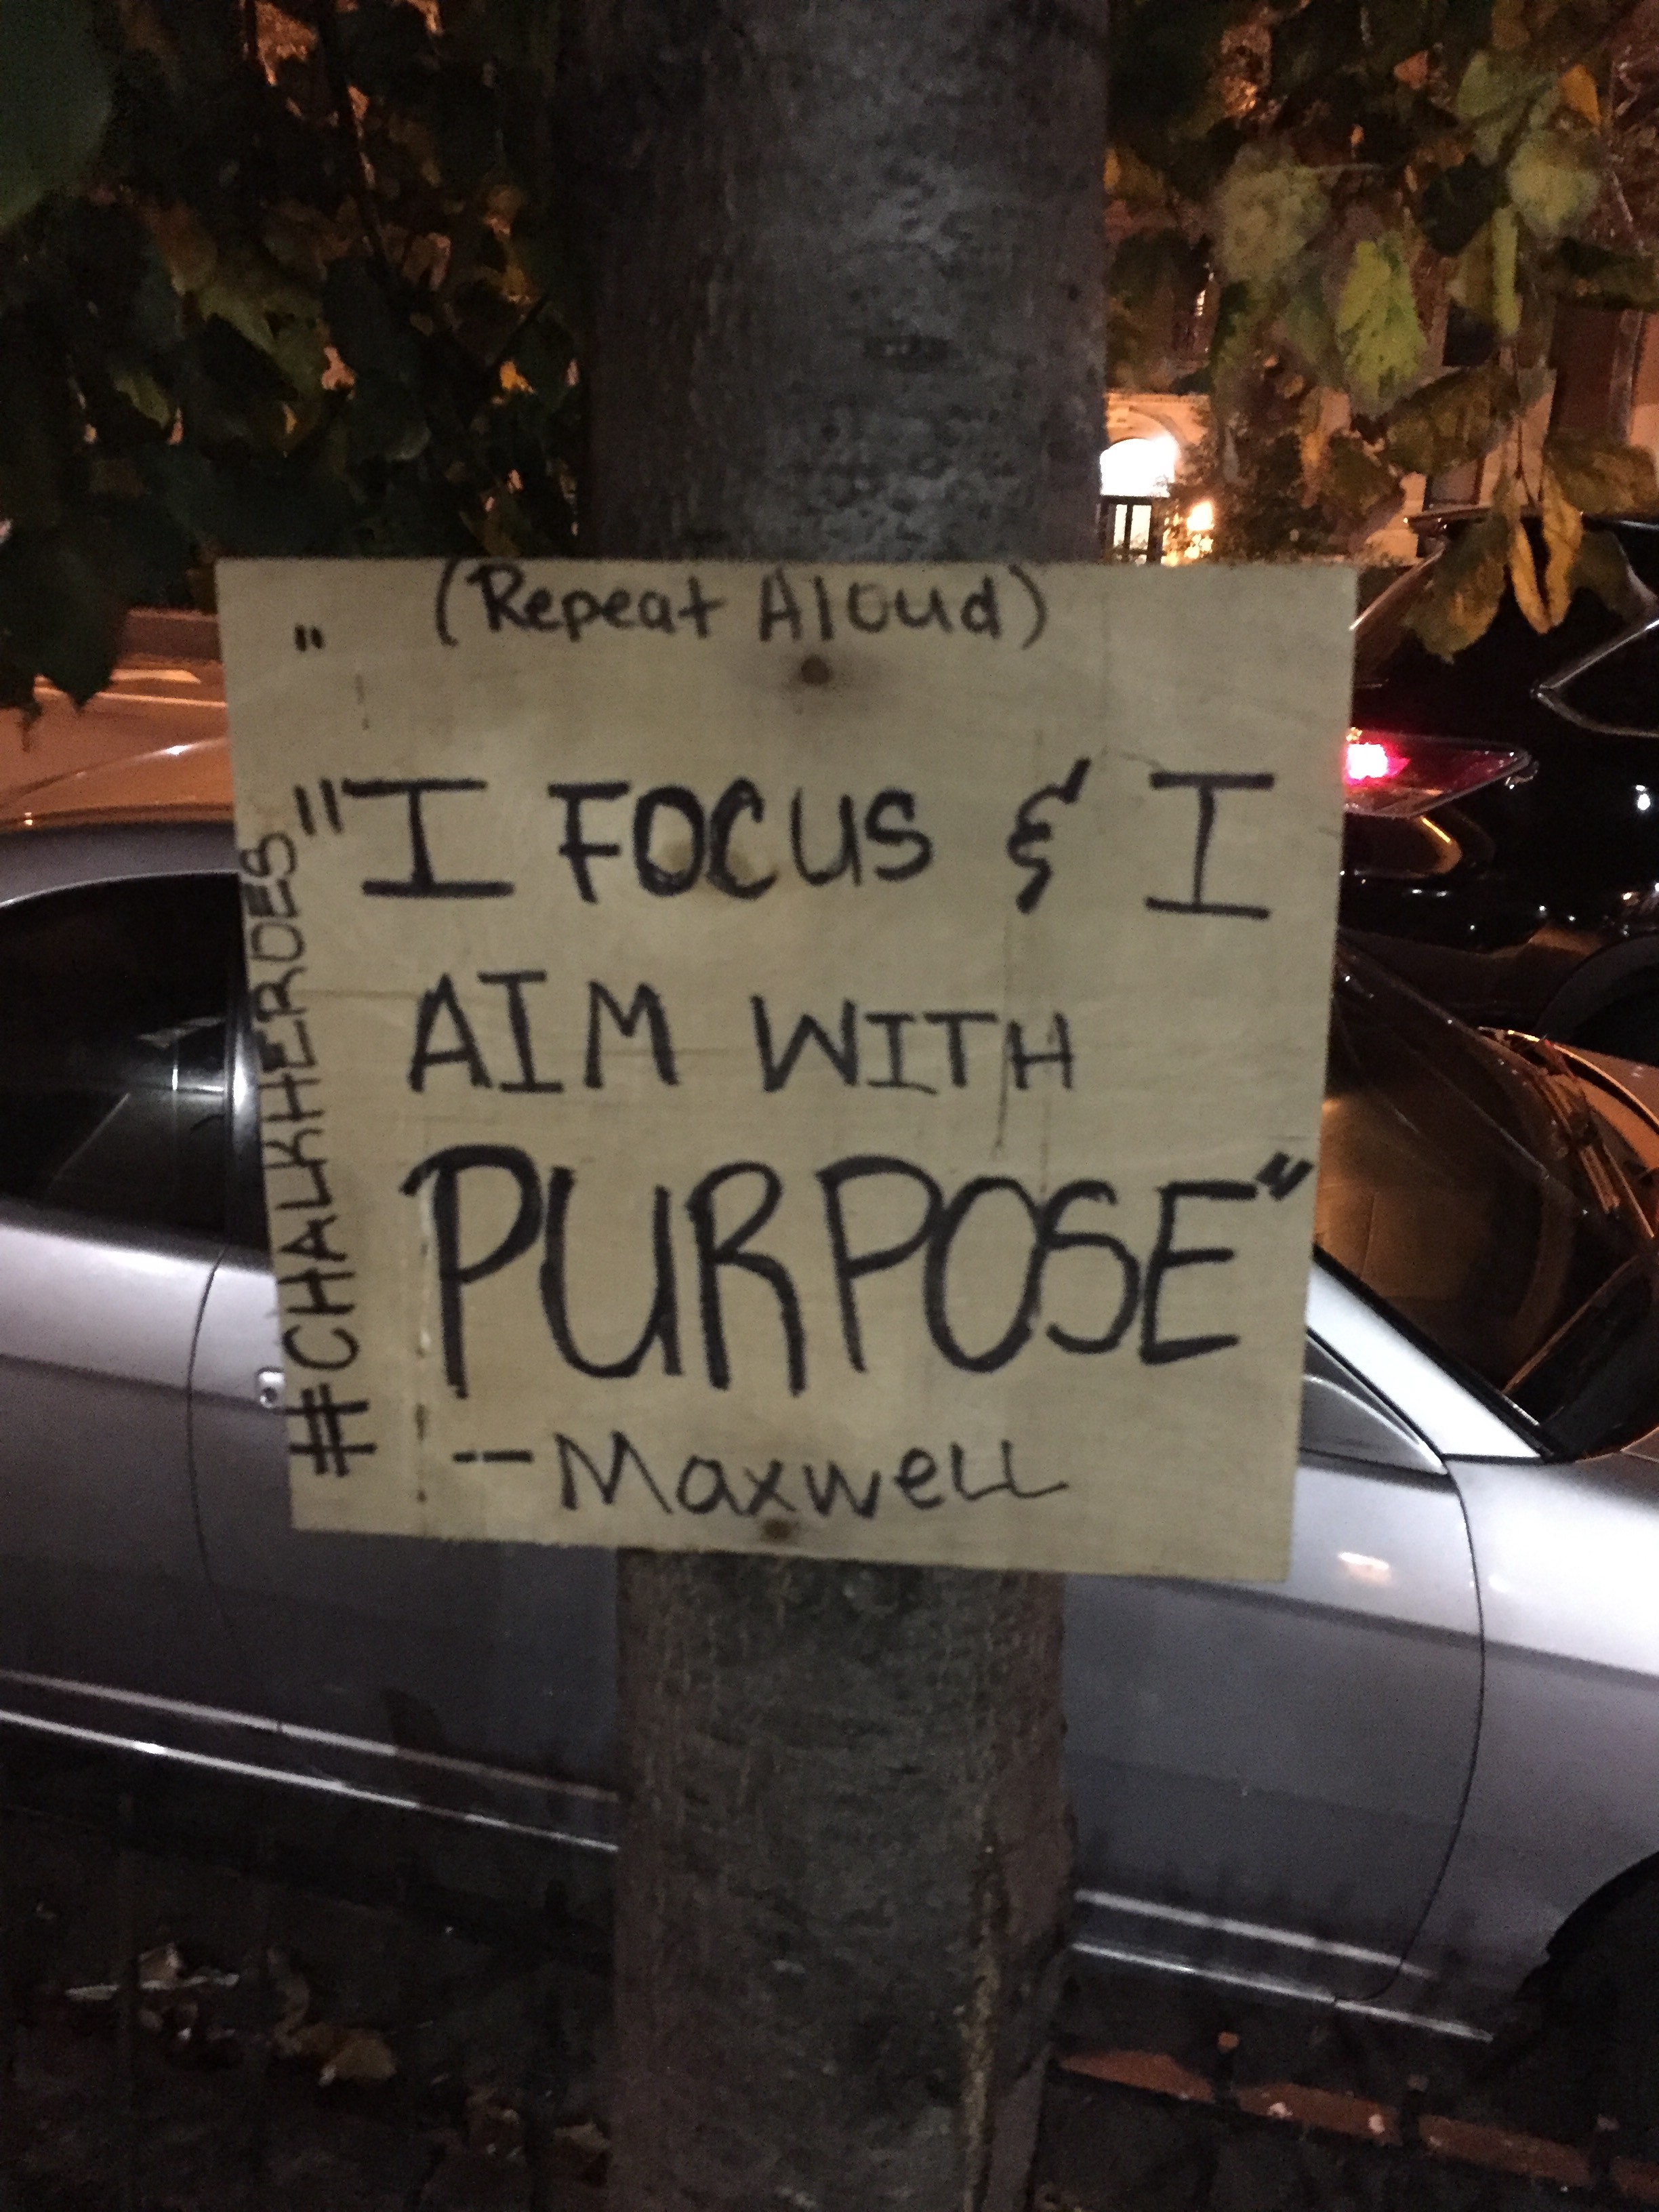 (Repeat Aloud)
"
"I FOCUS & I
AIM WITH
PURPOSE"
-- Maxwell
#CHALKHEROES